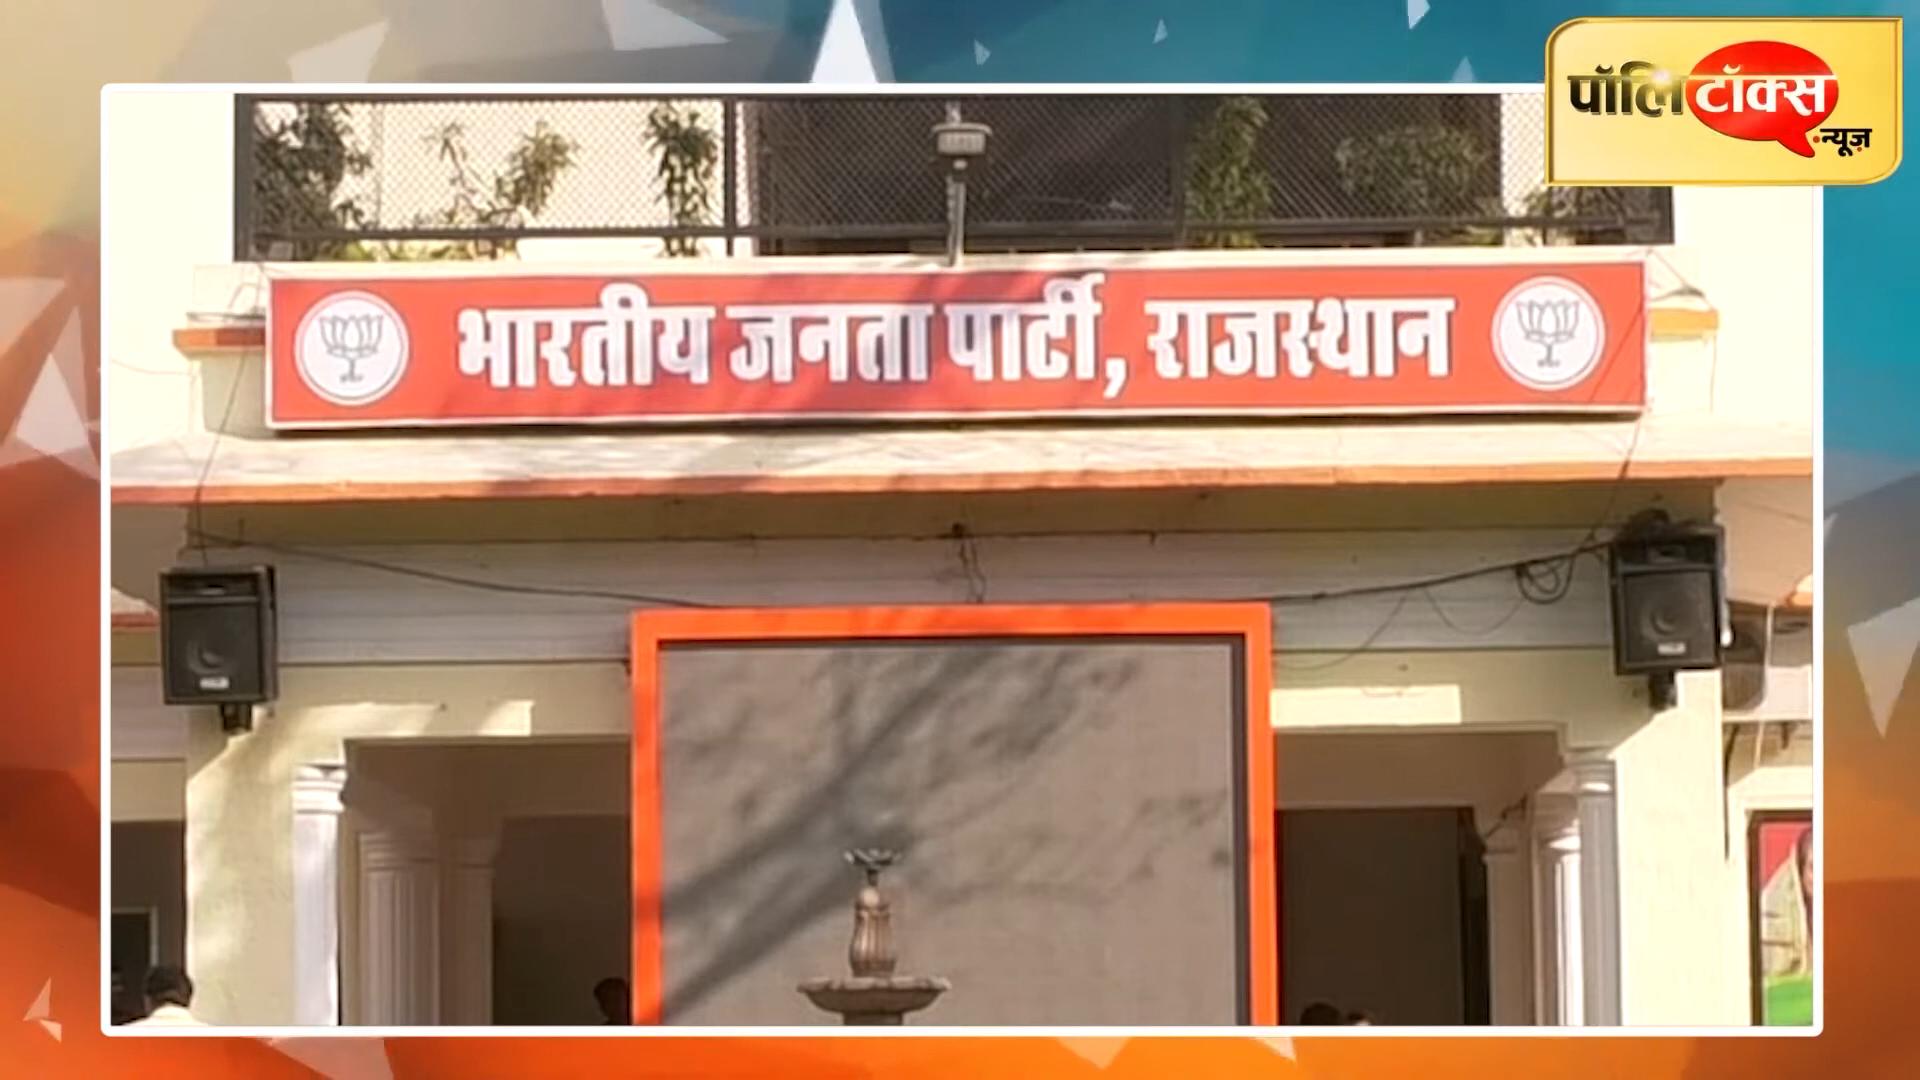 पॉलिटॉक्स
.न्यूज़
भारतीय जनता पार्टी, राजस्थान